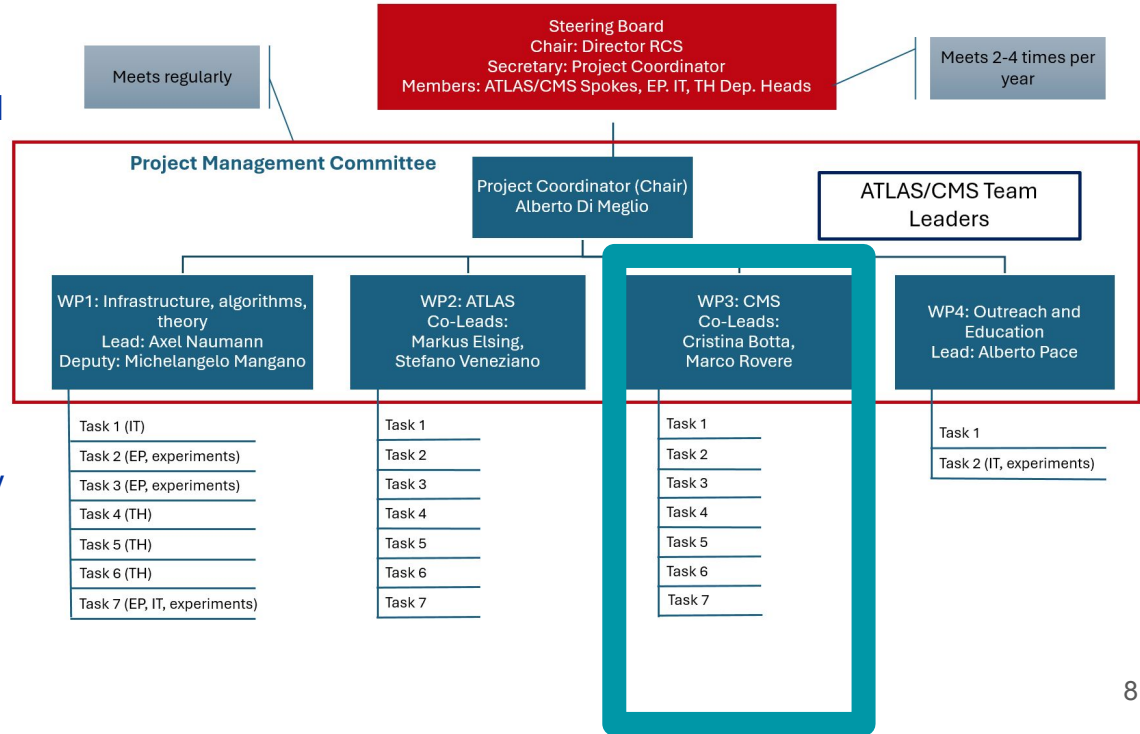 Steering Board
Chair: Director RCS
Secretary: Project Coordinator
Members: ATLAS/CMS Spokes, EP. IT, TH Dep. Heads
Meets regularly
Meets 2-4 times per
year
Project Management Committee
Project Coordinator (Chair)
Alberto Di Meglio
ATLAS/CMS Team
Leaders
WP1: Infrastructure, algorithms,
theory
Lead: Axel Naumann
Deputy: Michelangelo Mangano
WP2: ATLAS
Co-Leads:
Markus Elsing,
Stefano Veneziano
WP3: CMS
Co-Leads:
Cristina Botta,
Marco Rovere
WP4: Outreach and
Education
Lead: Alberto Pace
Task 1 (IT)
Task 2 (EP, experiments)
Task 3 (EP, experiments)
Task 4 (TH)
Task 5 (TH)
Task 6 (TH)
Task 7 (EP, IT, experiments)
Task 1
Task 2
Task 3
Task 4
Task 5
Task 6
Task 7
Task 1
Task 2
Task 3
Task 4
Task 5
Task 6
Task 7
Task 1
Task 2 (IT, experiments)
8